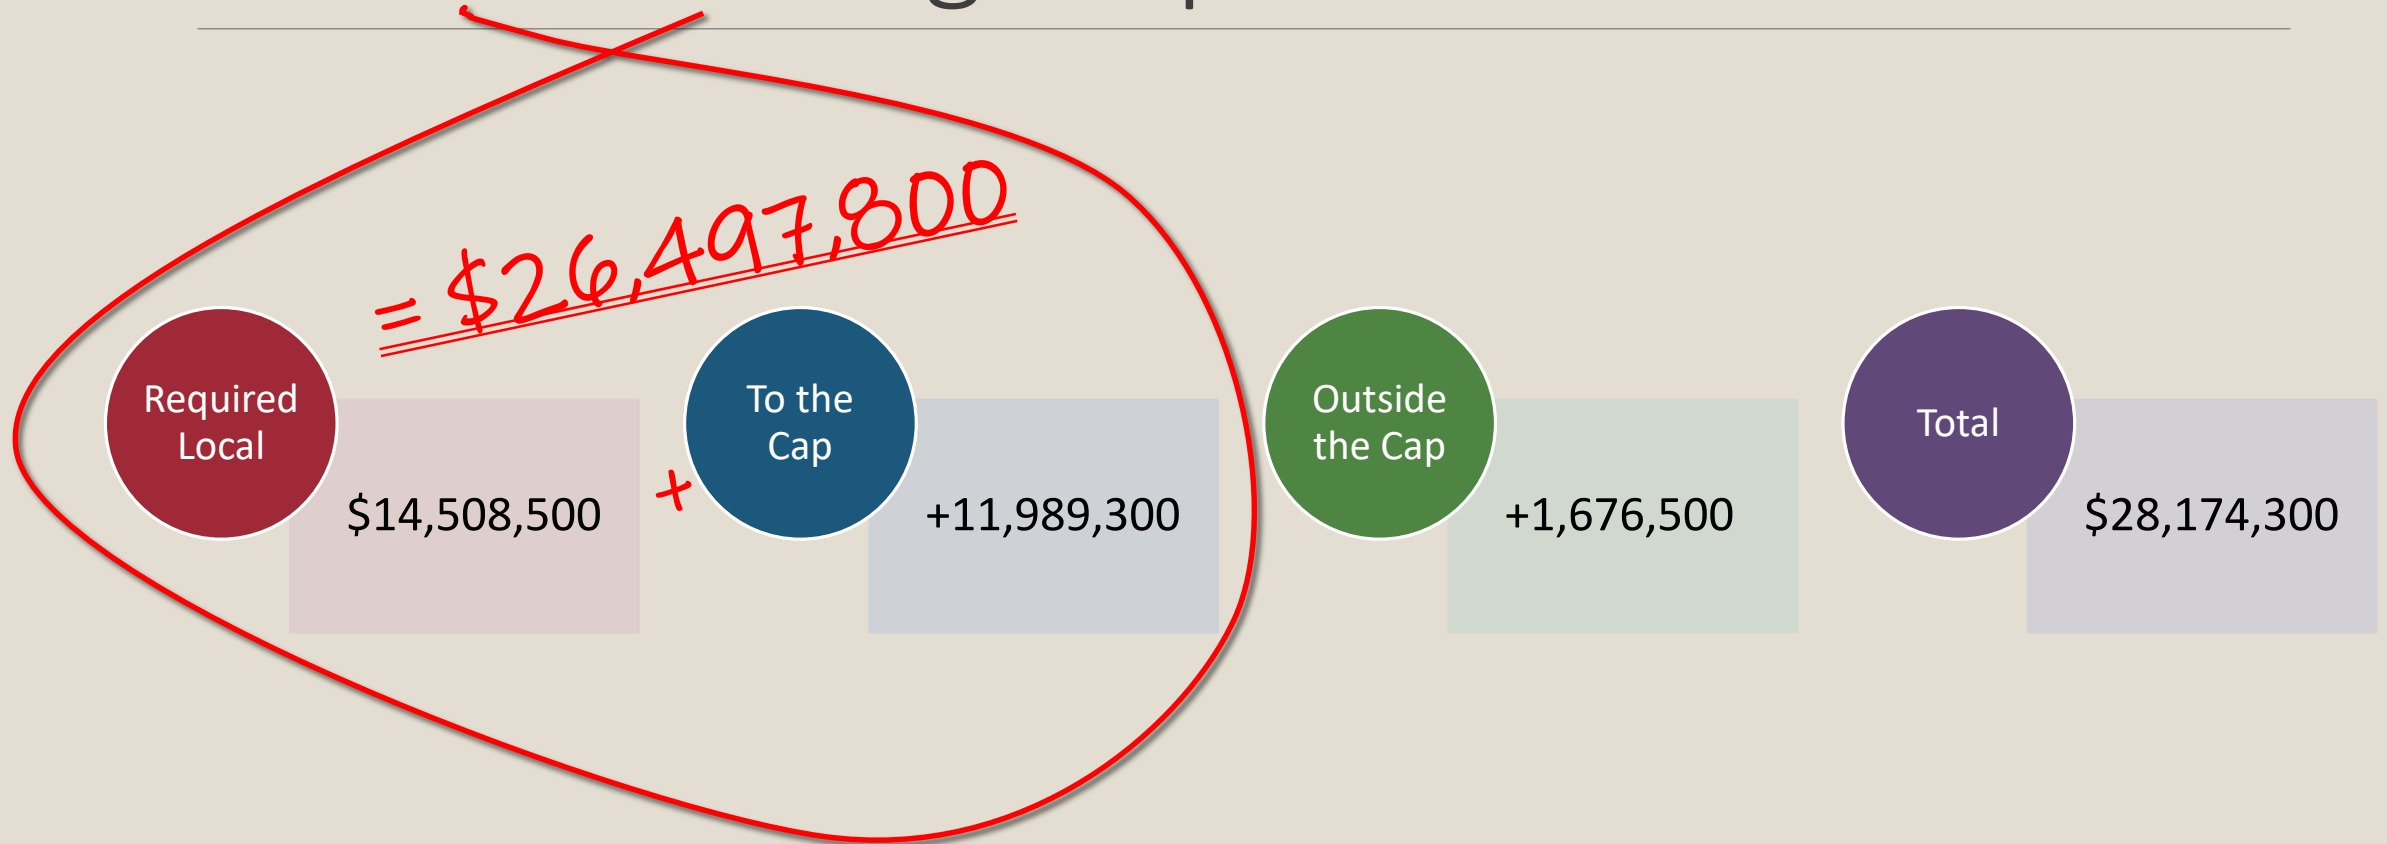 = $26,497,800
Required
Local
$14,508,500
+
To the
Cap
+11,989,300
Outside
the Cap
+1,676,500
Total
$28,174,300